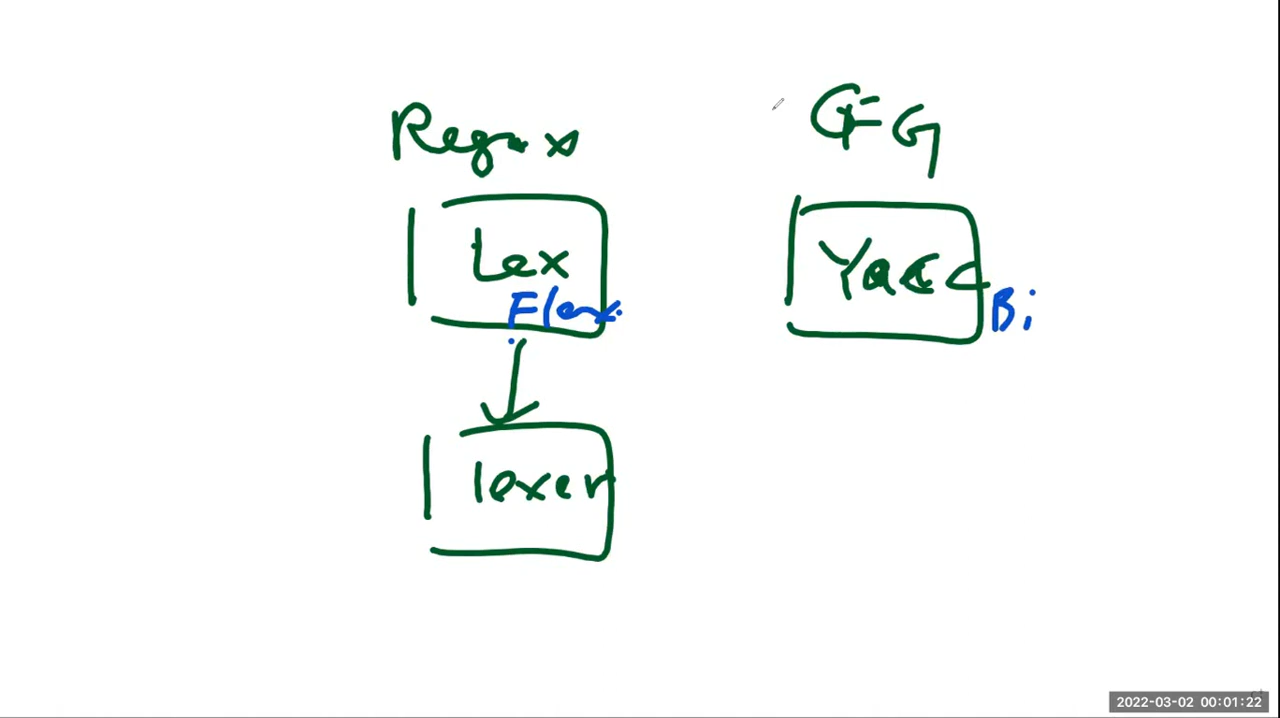 Regex
CFG
Lex
Flex
Yacc
Bi
lexer
2022-03-02 00:01:22